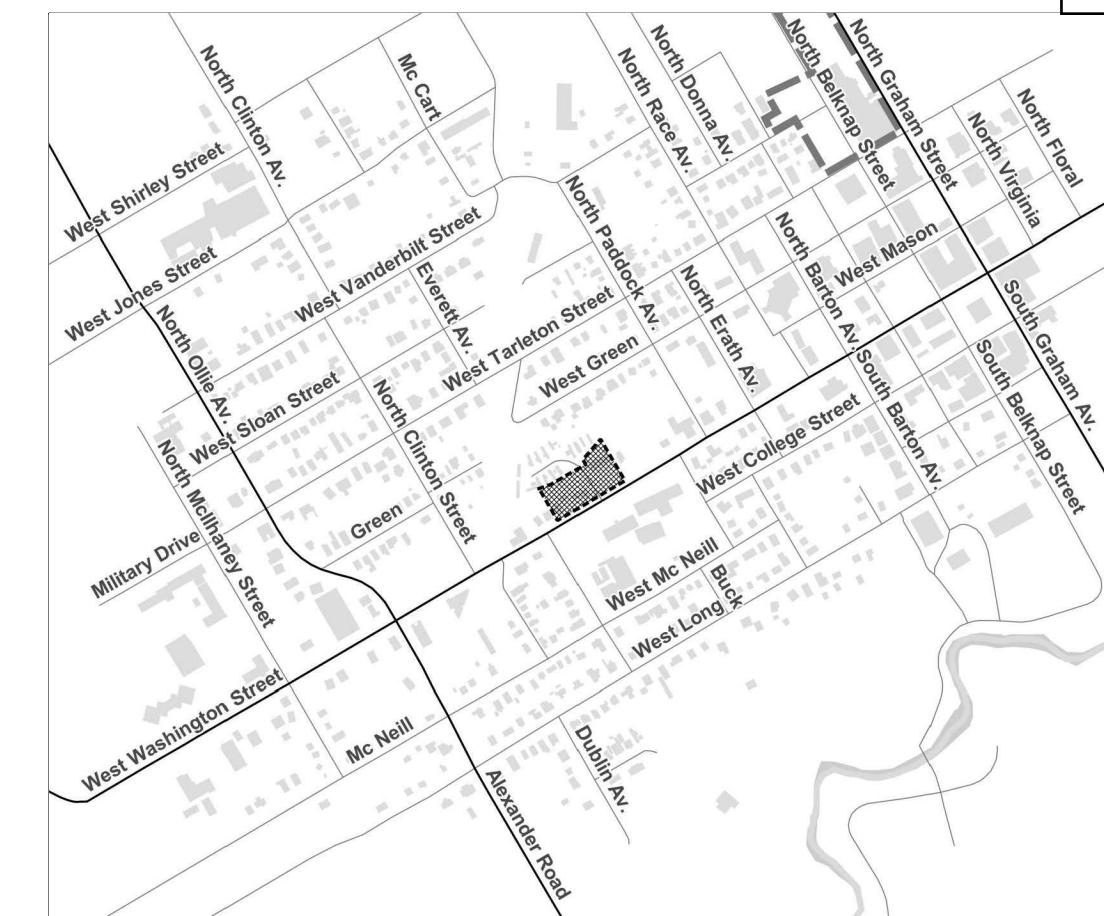 North Clinton Av.
Mc Cart
North Donna Av.
North Race Av.
North Belknap Street
North Graham Street
North Floral
North Virginia
West Shirley Street
West Jones Street
West Vanderbilt Street
North Paddock Av.
North Barton Av.
West Mason
Everett Av.
West Tarleton Street
North Erath Av.
South Graham Av.
North Ollie Av.
West Sloan Street
West Green
South Barton Av.
South Belknap Street
North Clinton Street
North McIlhaney Street
West College Street
Green
Military Drive
West Mc Neill
Buck
West Long
West Washington Street
Mc Neill
Dublin Av.
Alexander Road